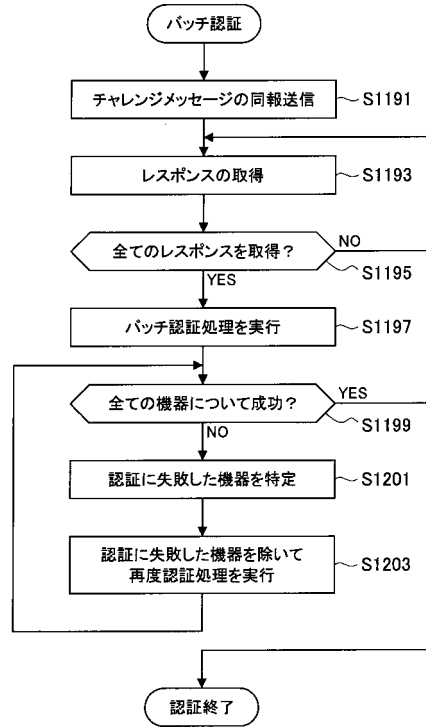 バッチ認証
チャレンジメッセージの同報送信
S1191
レスポンスの取得
S1193
全てのレスポンスを取得？
NO
S1195
YES
バッチ認証処理を実行
S1197
全ての機器について成功？
YES
S1199
NO
認証に失敗した機器を特定
S1201
認証に失敗した機器を除いて
再度認証処理を実行
S1203
認証終了